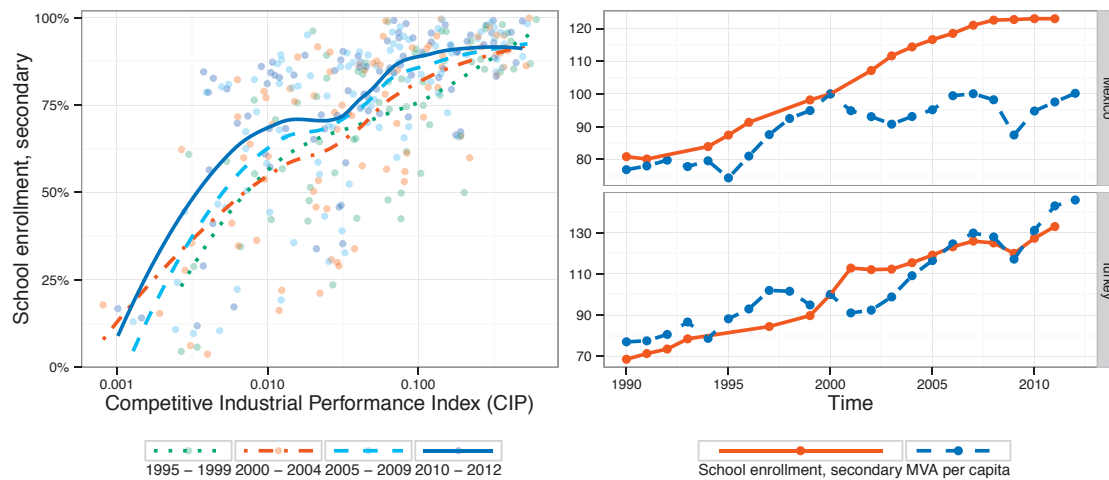 100%
75%
50%
25%
0%
School enrollment, secondary
0.001
0.010
0.100
Competitive Industrial Performance Index (CIP)
1995 – 1999
2000 – 2004
2005 – 2009
2010 – 2012
120
100
90
80
Mexico
130
110
90
70
1990
1995
2000
2005
2010
Time
School enrollment, secondary
MVA per capita